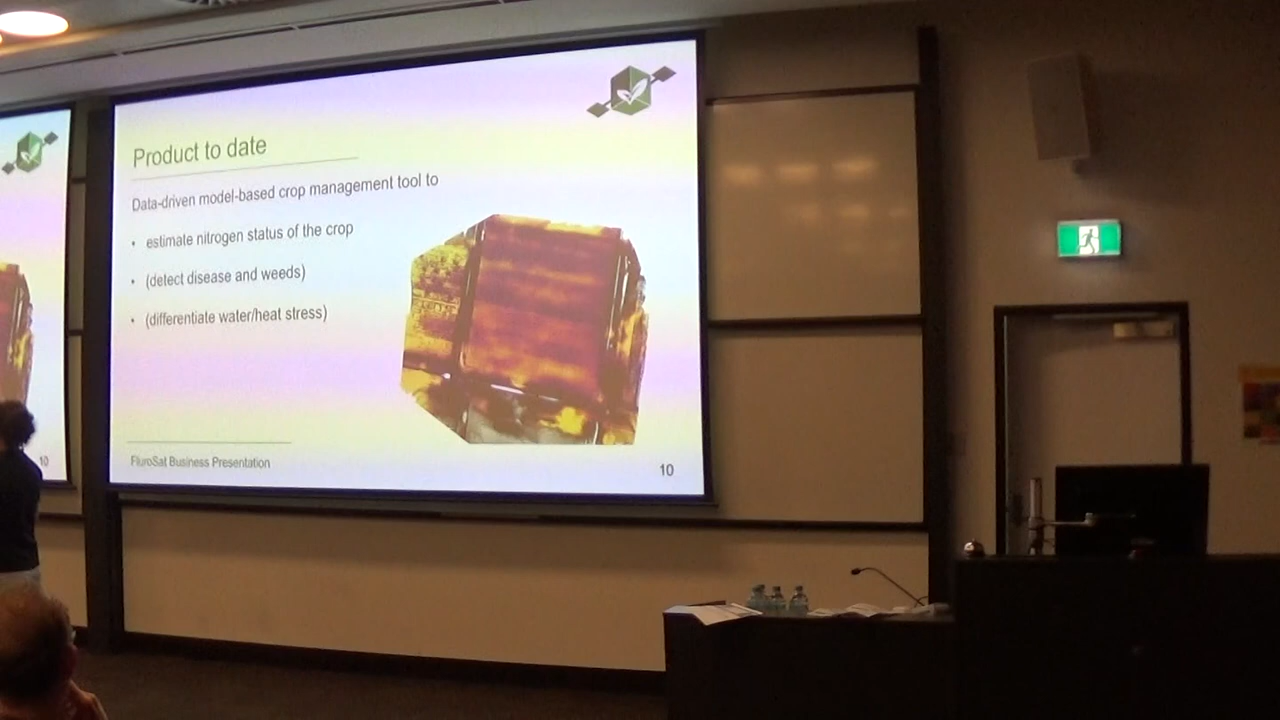 Product to date
Data-driven model-based crop management tool to
• estimate nitrogen status of the crop
• (detect disease and weeds)
• (differentiate water/heat stress)
FluroSat Business Presentation
10
10